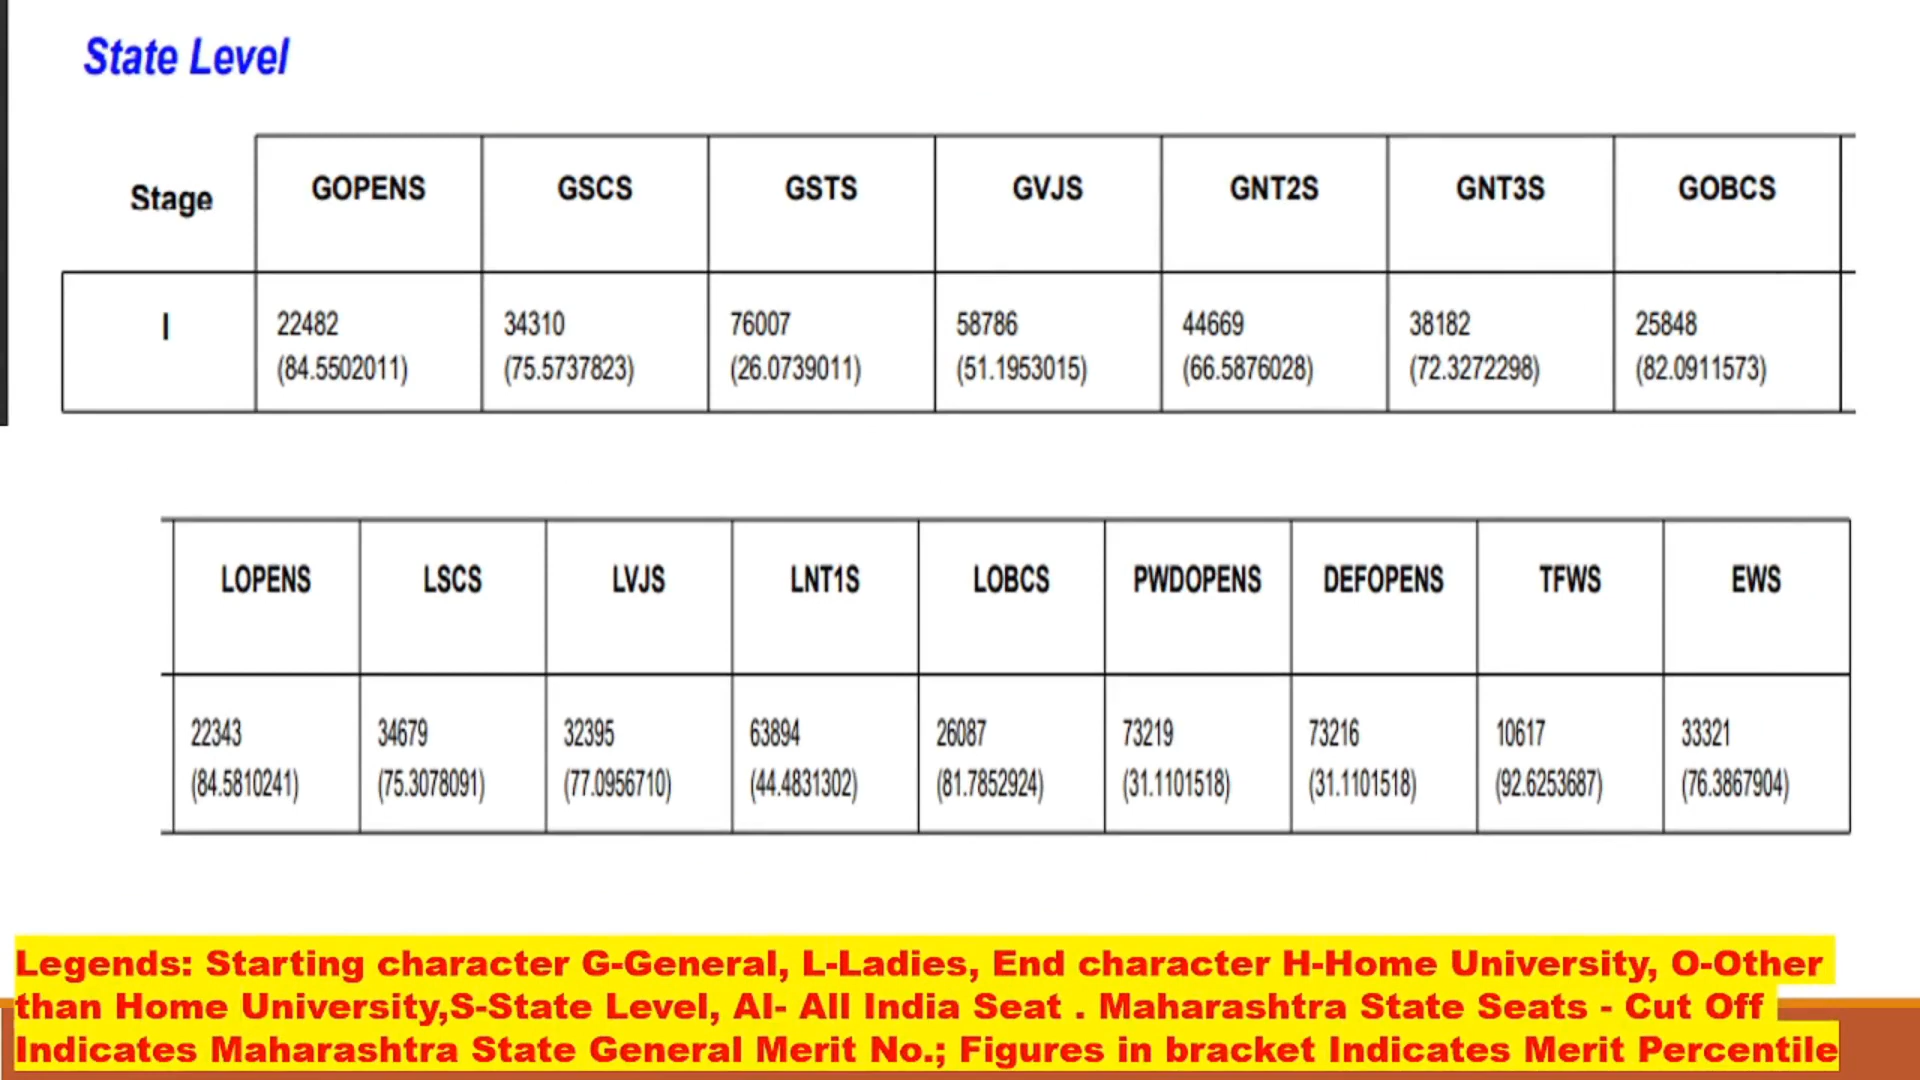 State Level
Stage GOPENS GSCS GSTS GVJS GNT2S GNT3S GOBCS
I 22482 34310 76007 58786 44669 38182 25848
(84.5502011) (75.5737823) (26.0739011) (51.1953015) (66.5876028) (72.3272298) (82.0911573)
LOPENS LSCS LVJS LNT1S LOBCS PWDOPENS DEFOPENS TFWS EWS
22343 34679 32395 63894 26087 73219 73216 10617 33321
(84.5810241) (75.3078091) (77.0956710) (44.4831302) (81.7852924) (31.1101518) (31.1101518) (92.6253687) (76.3867904)
Legends: Starting character G-General, L-Ladies, End character H-Home University, O-Other
than Home University,S-State Level, AI- All India Seat . Maharashtra State Seats - Cut Off
Indicates Maharashtra State General Merit No.; Figures in bracket Indicates Merit Percentile